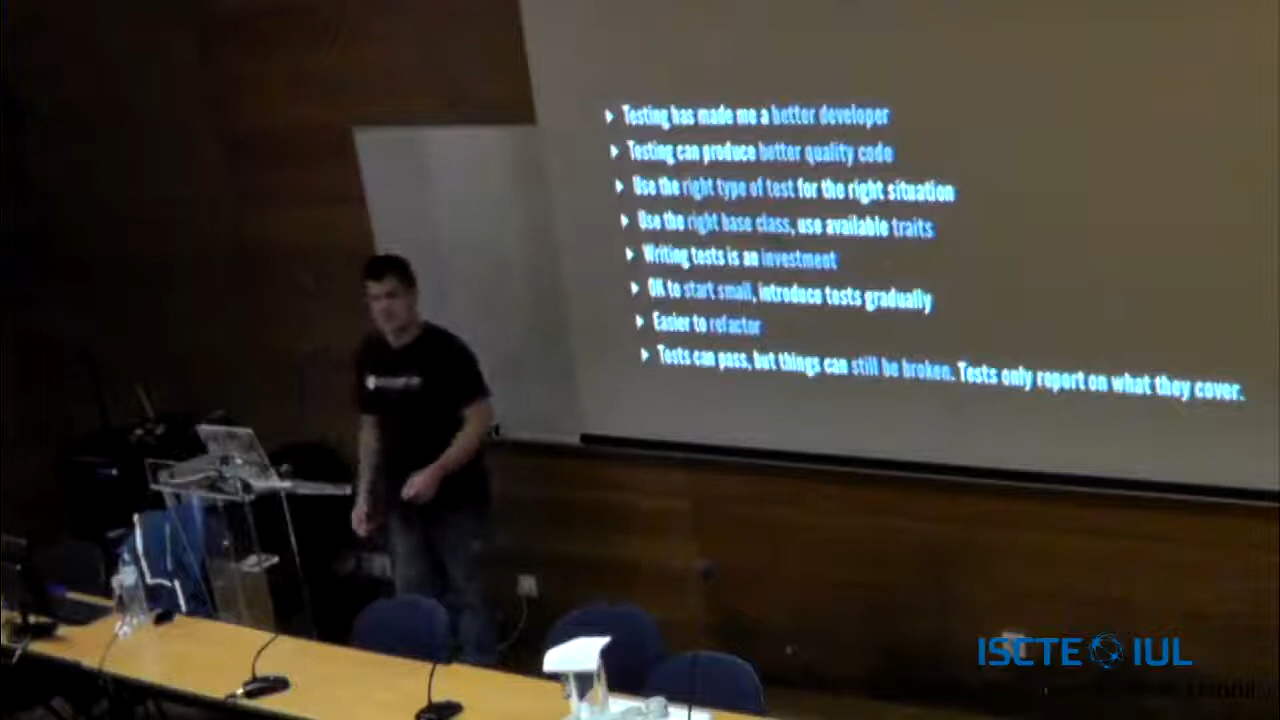 Testing has made me a better developer
Testing can produce better quality code
Use the right type of test for the right situation
Use the right base class, use available traits
Writing tests is an investment
OK to start small, introduce tests gradually
Easier to refactor
Tests can pass, but things can still be broken. Tests only report on what they cover.
ISCTE IUL